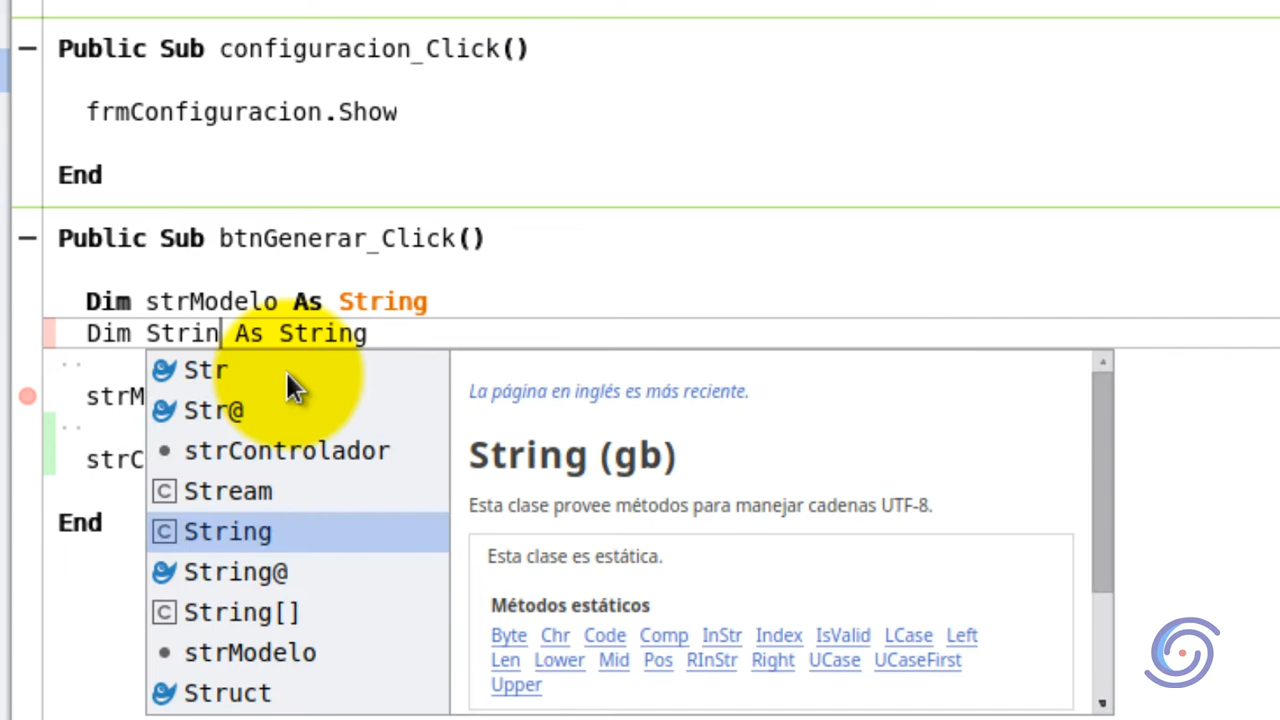 Public Sub configuracion_Click()
frmConfiguracion.Show
End
Public Sub btnGenerar_Click()
Dim strModelo As String
Dim Strin As String
strM
strC
End
Str
Str@
strControlador
Stream
String
String@
String[]
strModelo
Struct
La página en inglés es más reciente.
String (gb)
Esta clase provee métodos para manejar cadenas UTF-8.
Esta clase es estática.
Métodos estáticos
Byte Chr Code Comp InStr Index IsValid LCase Left
Len Lower Mid Pos RInStr Right UCase UCaseFirst
Upper